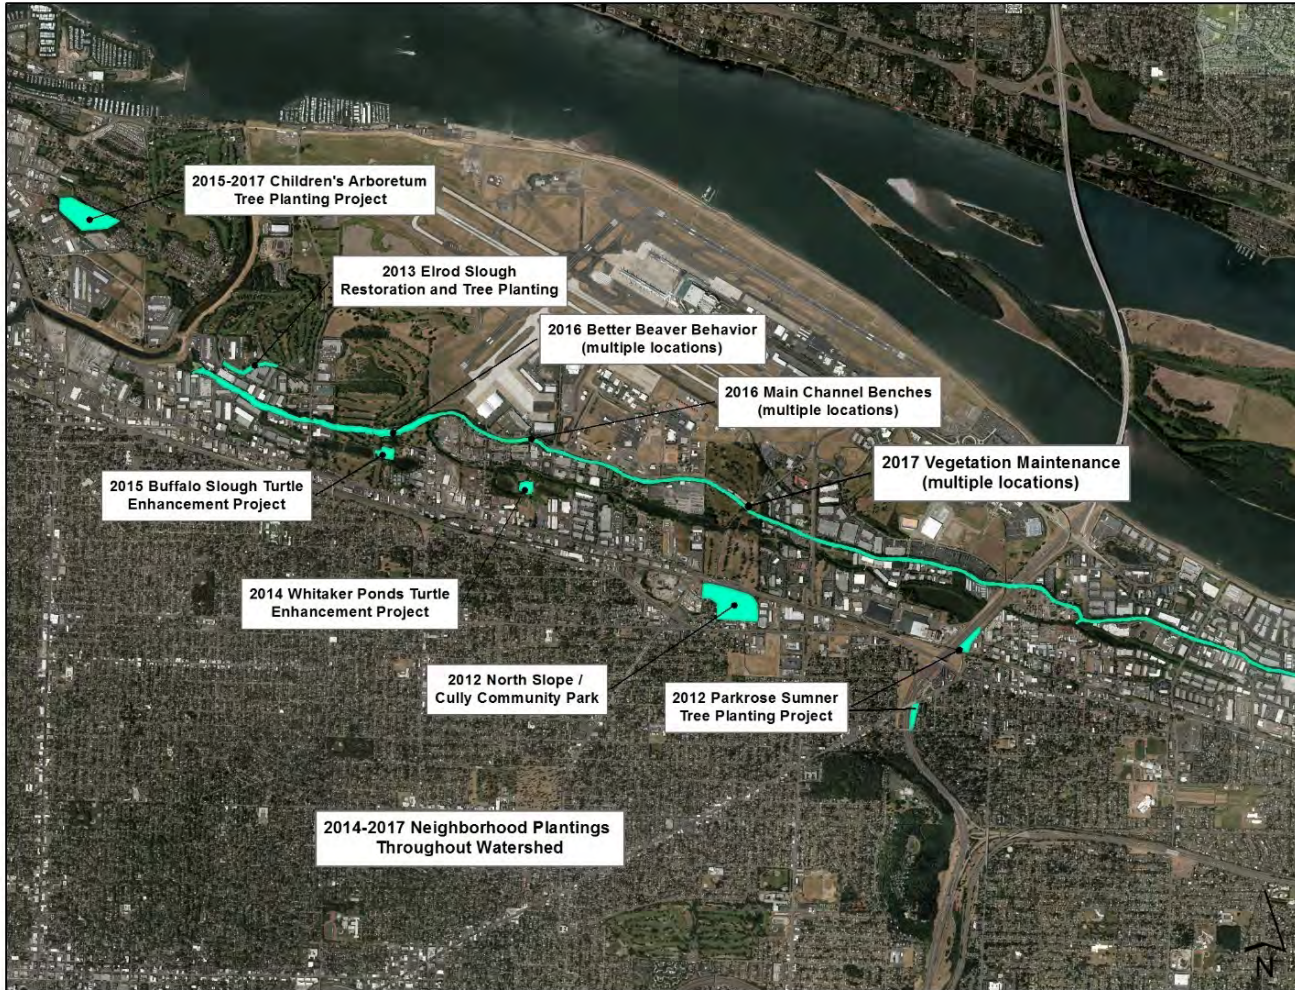 2015-2017 Children's Arboretum
Tree Planting Project
2013 Elrod Slough
Restoration and Tree Planting
2016 Better Beaver Behavior
(multiple locations)
2016 Main Channel Benches
(multiple locations)
2017 Vegetation Maintenance
(multiple locations)
2015 Buffalo Slough Turtle
Enhancement Project
2014 Whitaker Ponds Turtle
Enhancement Project
2012 North Slope /
Cully Community Park
2012 Parkrose Sumner
Tree Planting Project
2014-2017 Neighborhood Plantings
Throughout Watershed
N